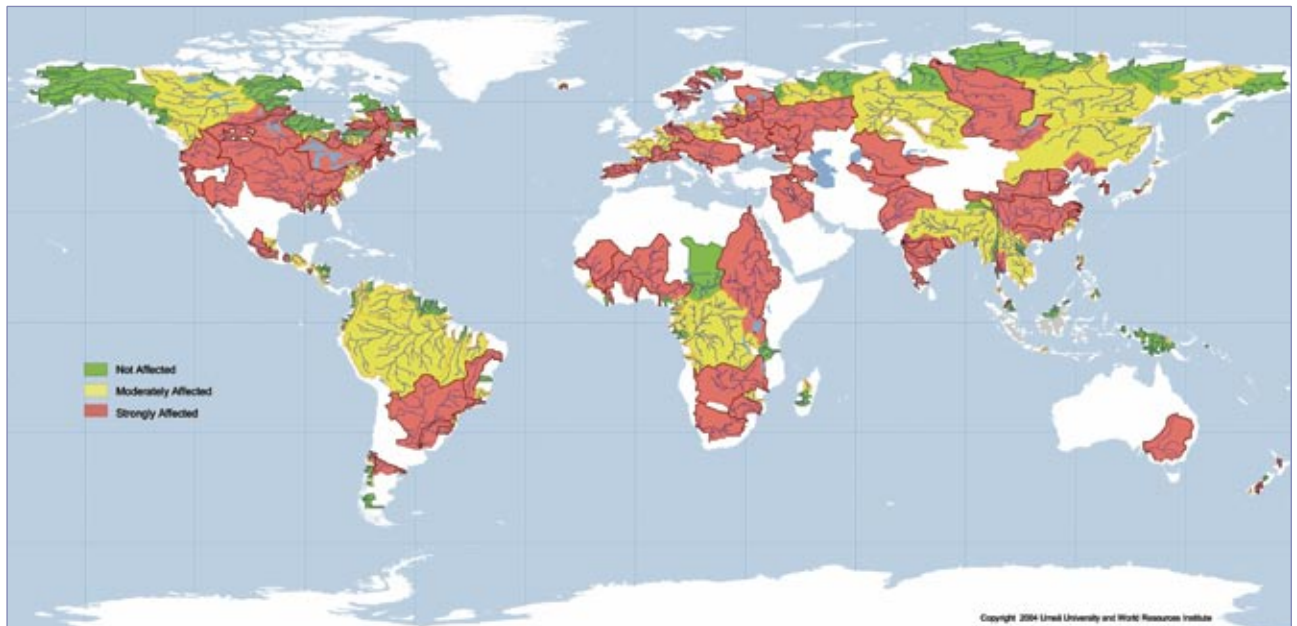 Not Affected
Moderately Affected
Strongly Affected
Copyright 2004 Umeå University and World Resources Institute